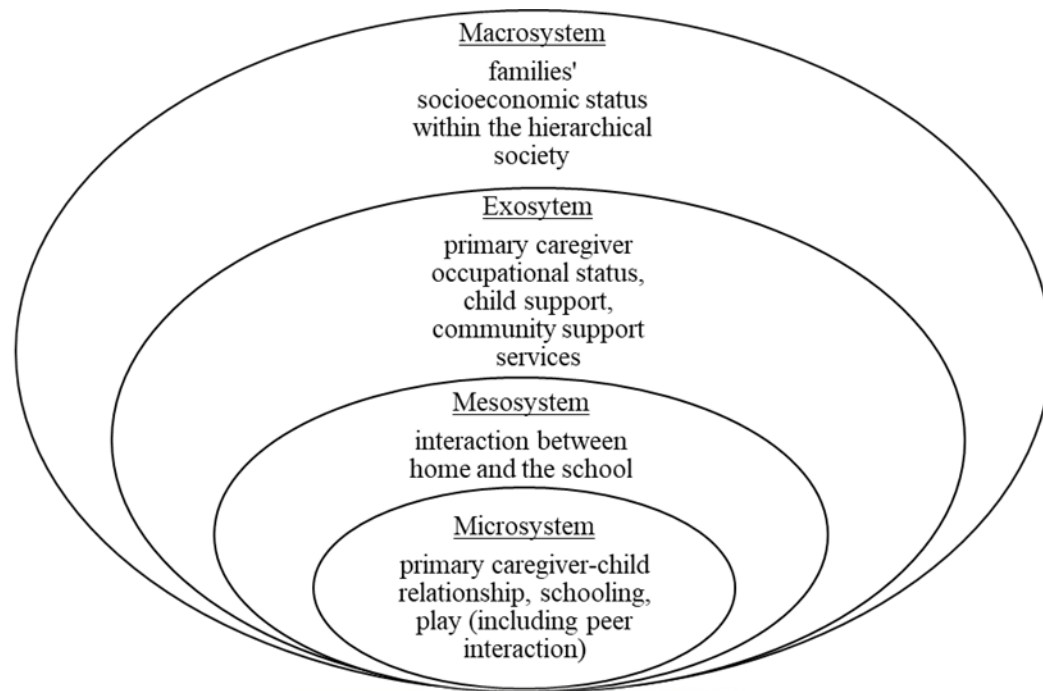 Macrosystem
families'
socioeconomic status
within the hierarchical
society
Exosytem
primary caregiver
occupational status,
child support,
community support
services
Mesosystem
interaction between
home and the school
Microsystem
primary caregiver-child
relationship, schooling,
play (including peer
interaction)